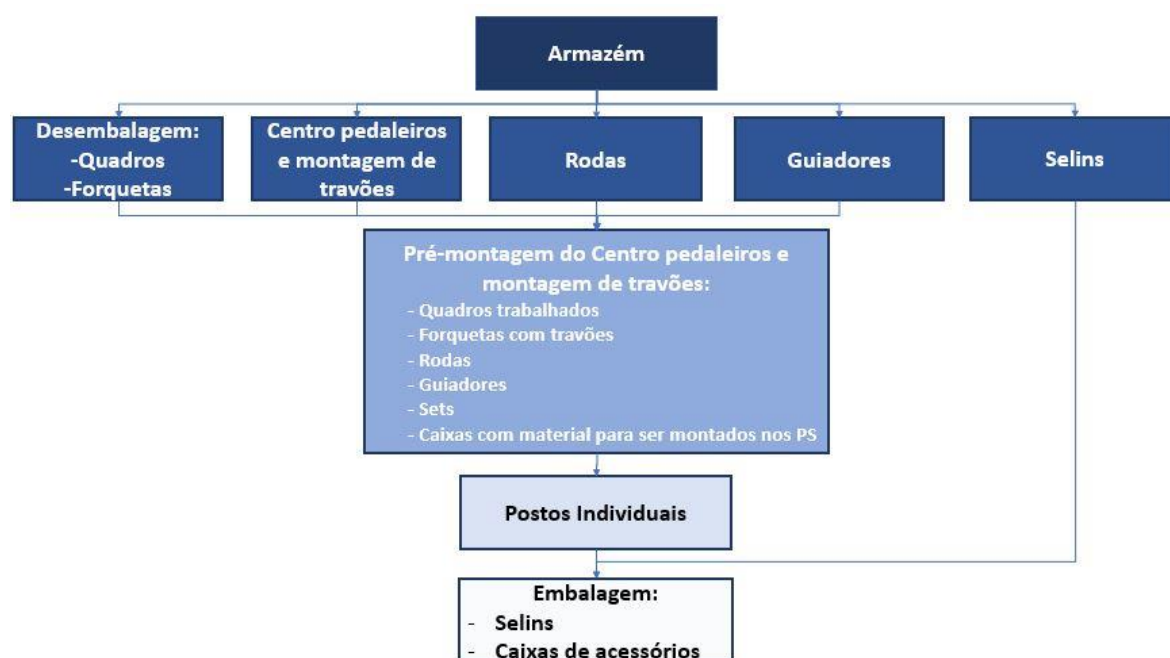 Armazém
Desembalagem:
-Quadros
-Forquetas
Centro pedaleiros
e montagem de
travões
Rodas
Guiadores
Selins
Pré-montagem do Centro pedaleiros e
montagem de travões:
- Quadros trabalhados
- Forquetas com travões
- Rodas
- Guiadores
- Sets
- Caixas com material para ser montados nos PS
Postos Individuais
Embalagem:
- Selins
- Caixas de acessórios